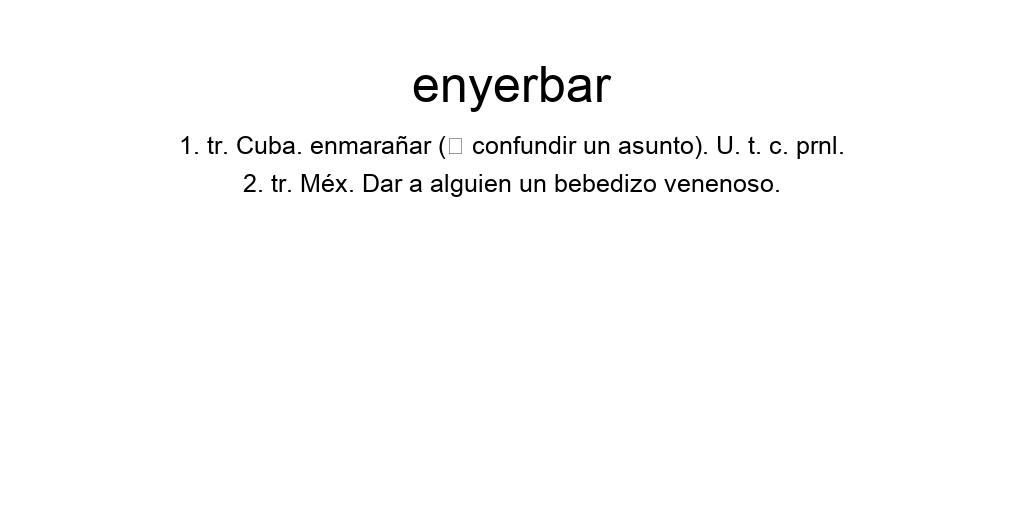 enyerbar
1. tr. Cuba. enmarañar (□ confundir un asunto). U. t. c. prnl.
2. tr. Méx. Dar a alguien un bebedizo venenoso.